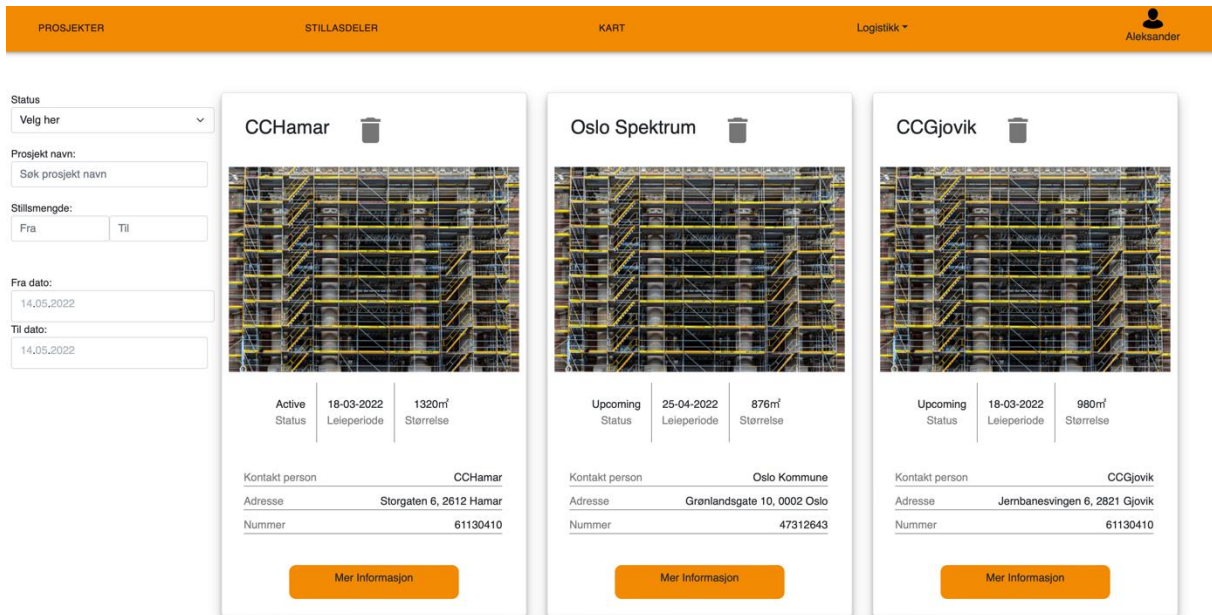 PROSJEKTER
STILLASDELER
KART
Logistikk
Aleksander
Status
Velg her
Prosjekt navn:
Søk prosjekt navn
Stillsmengde:
Fra Til
Fra dato:
14.05.2022
Til dato:
14.05.2022
CCHamar
Active 18-03-2022 1320㎡
Status Leieperiode Størrelse
Kontakt person CCHamar
Adresse Storgaten 6, 2612 Hamar
Nummer 61130410
Mer Informasjon
Oslo Spektrum
Upcoming 25-04-2022 876㎡
Status Leieperiode Størrelse
Kontakt person Oslo Kommune
Adresse Grønlandsgate 10, 0002 Oslo
Nummer 47312643
Mer Informasjon
CCGjovik
Upcoming 18-03-2022 980㎡
Status Leieperiode Størrelse
Kontakt person CCGjovik
Adresse Jernbanesvingen 6, 2821 Gjovik
Nummer 61130410
Mer Informasjon